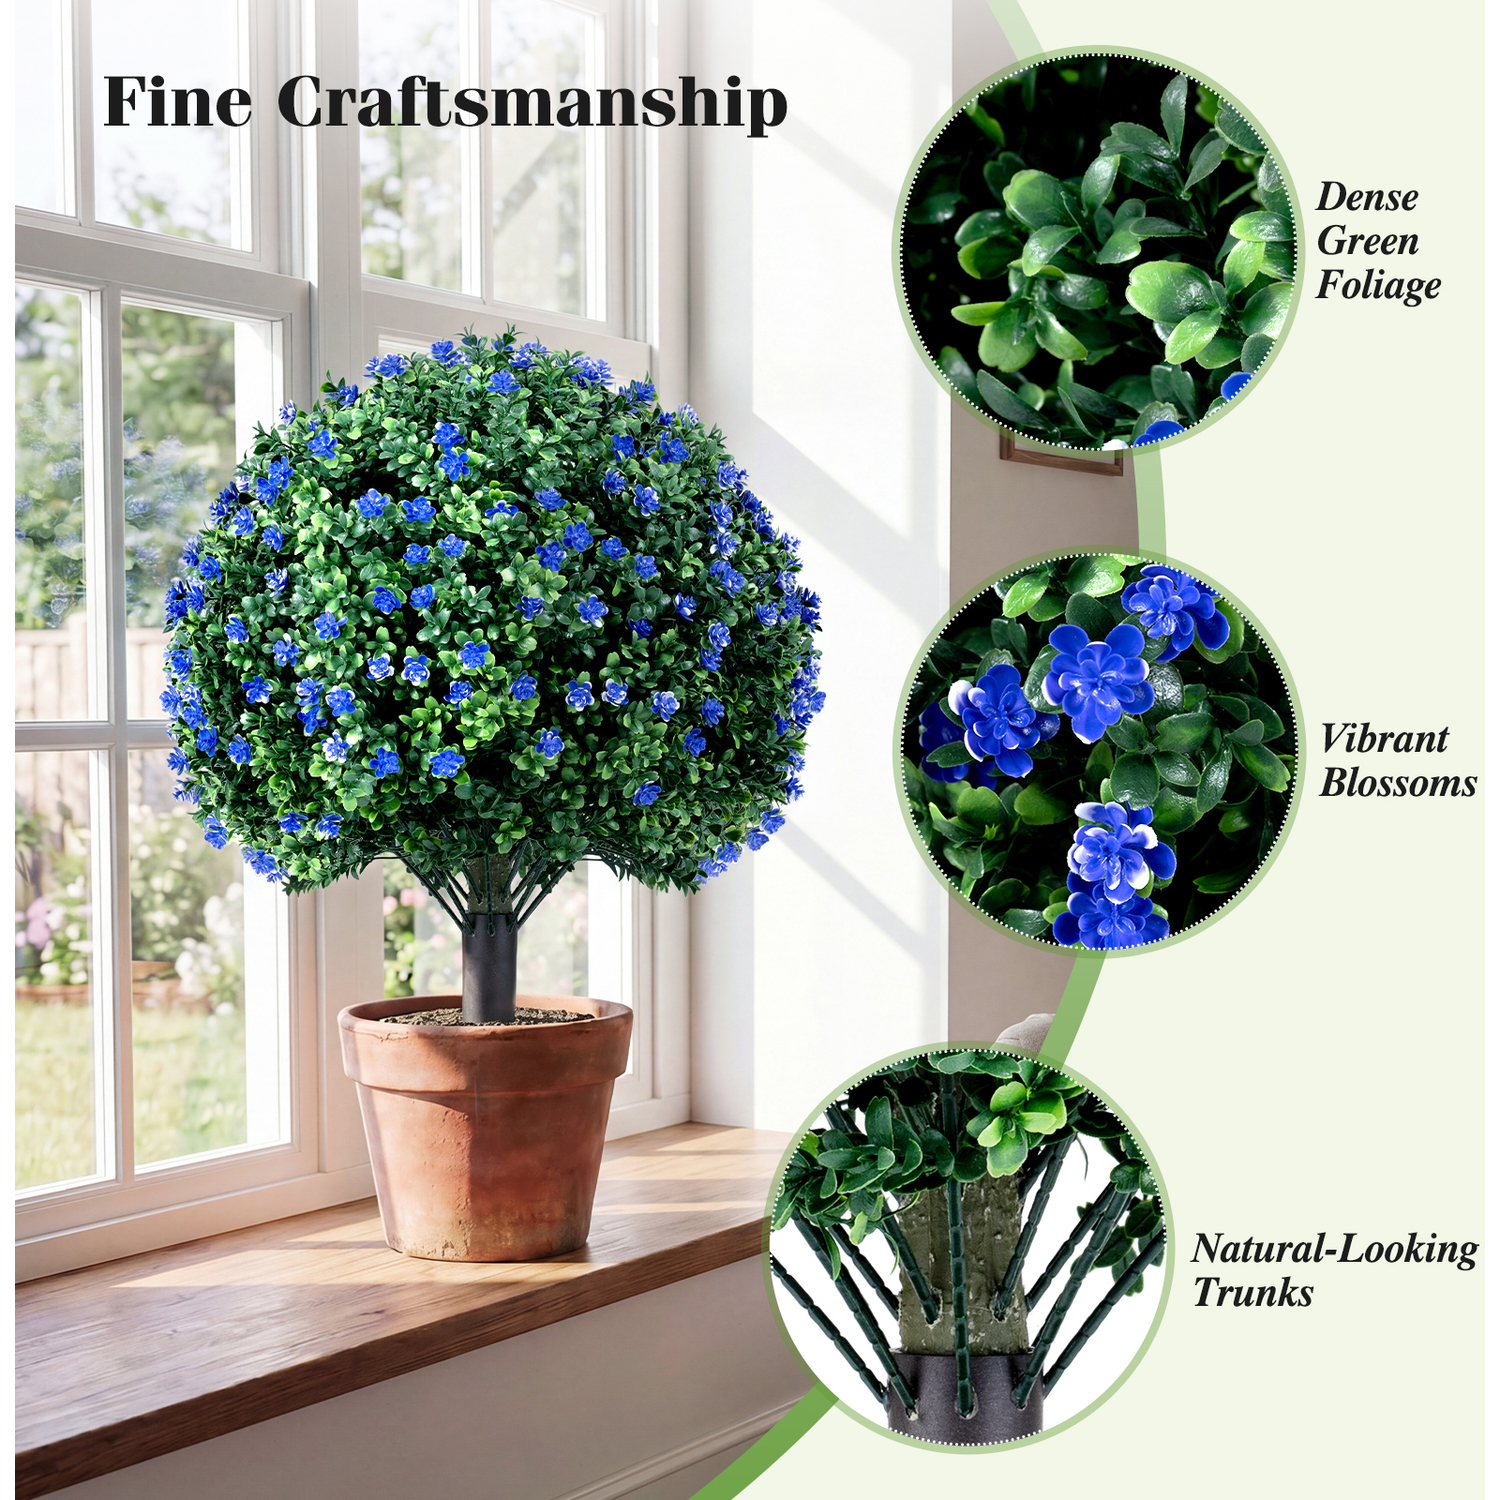 Fine Craftsmanship
Dense
Green
Foliage
Vibrant
Blossoms
Natural-Looking
Trunks